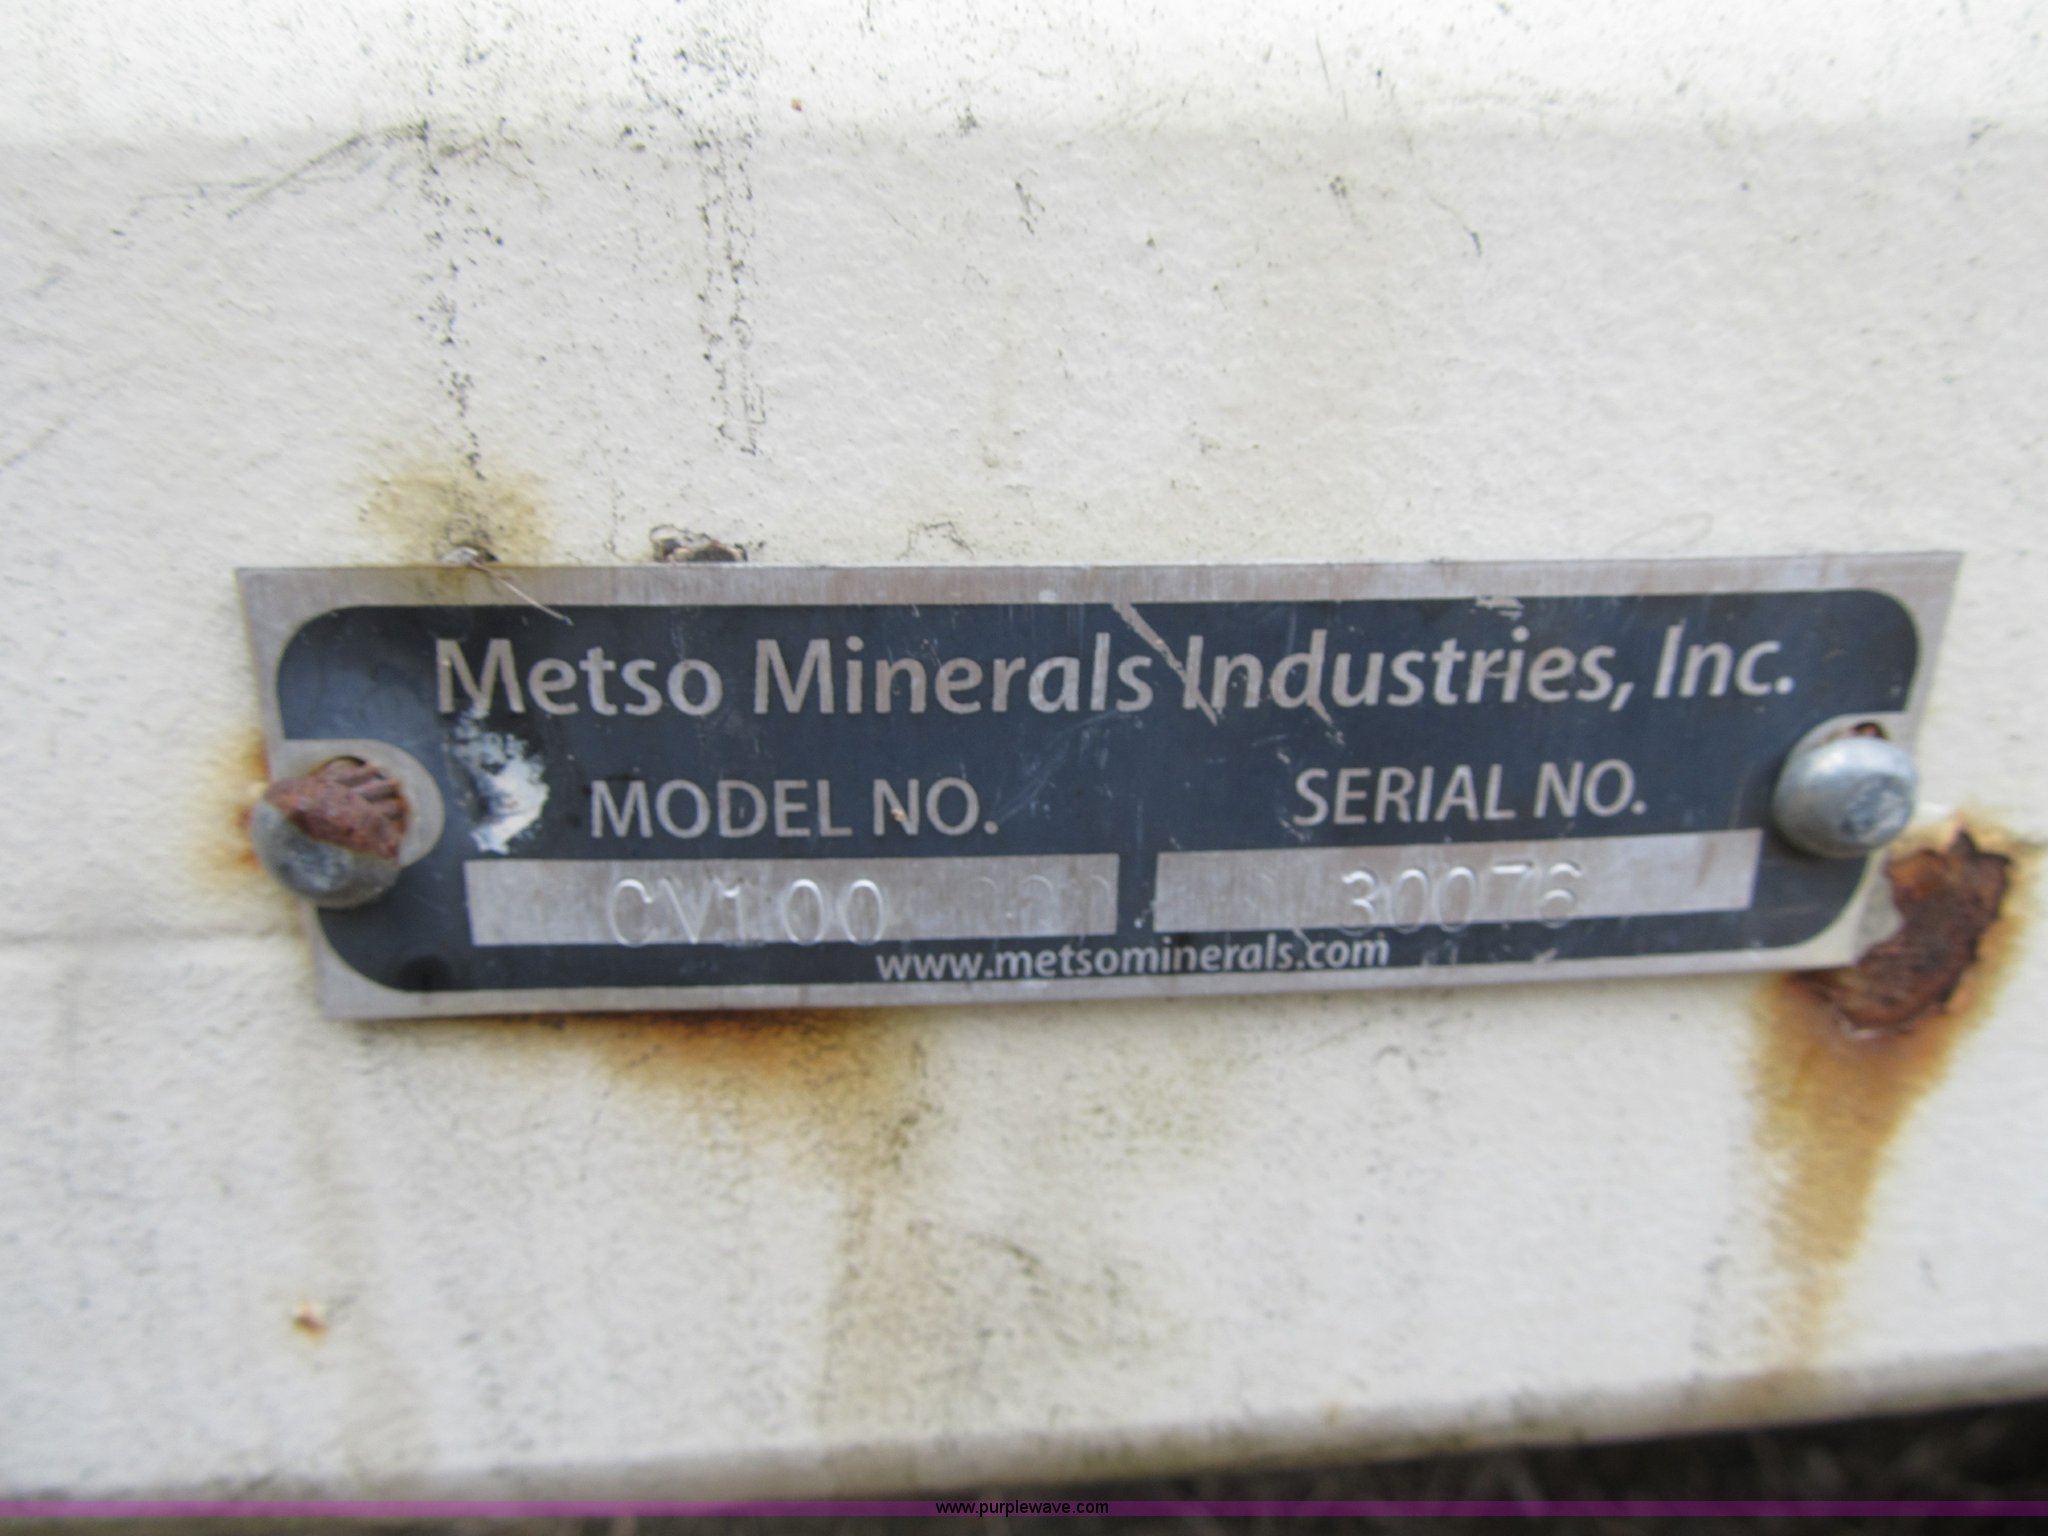 Metso Minerals Industries, Inc.
MODEL NO. SERIAL NO.
CV100 30076
www.metsominerals.com
www.purplewave.com